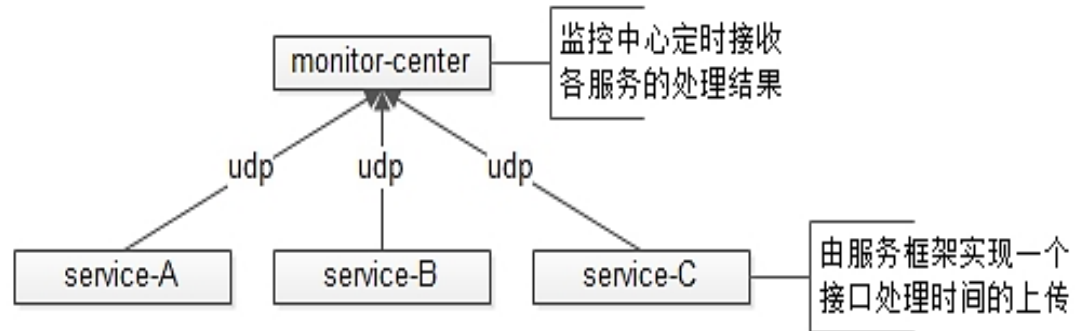 monitor-center
监控中心定时接收
各服务的处理结果
udp
udp
udp
service-A
service-B
service-C
由服务框架实现一个
接口处理时间的上传